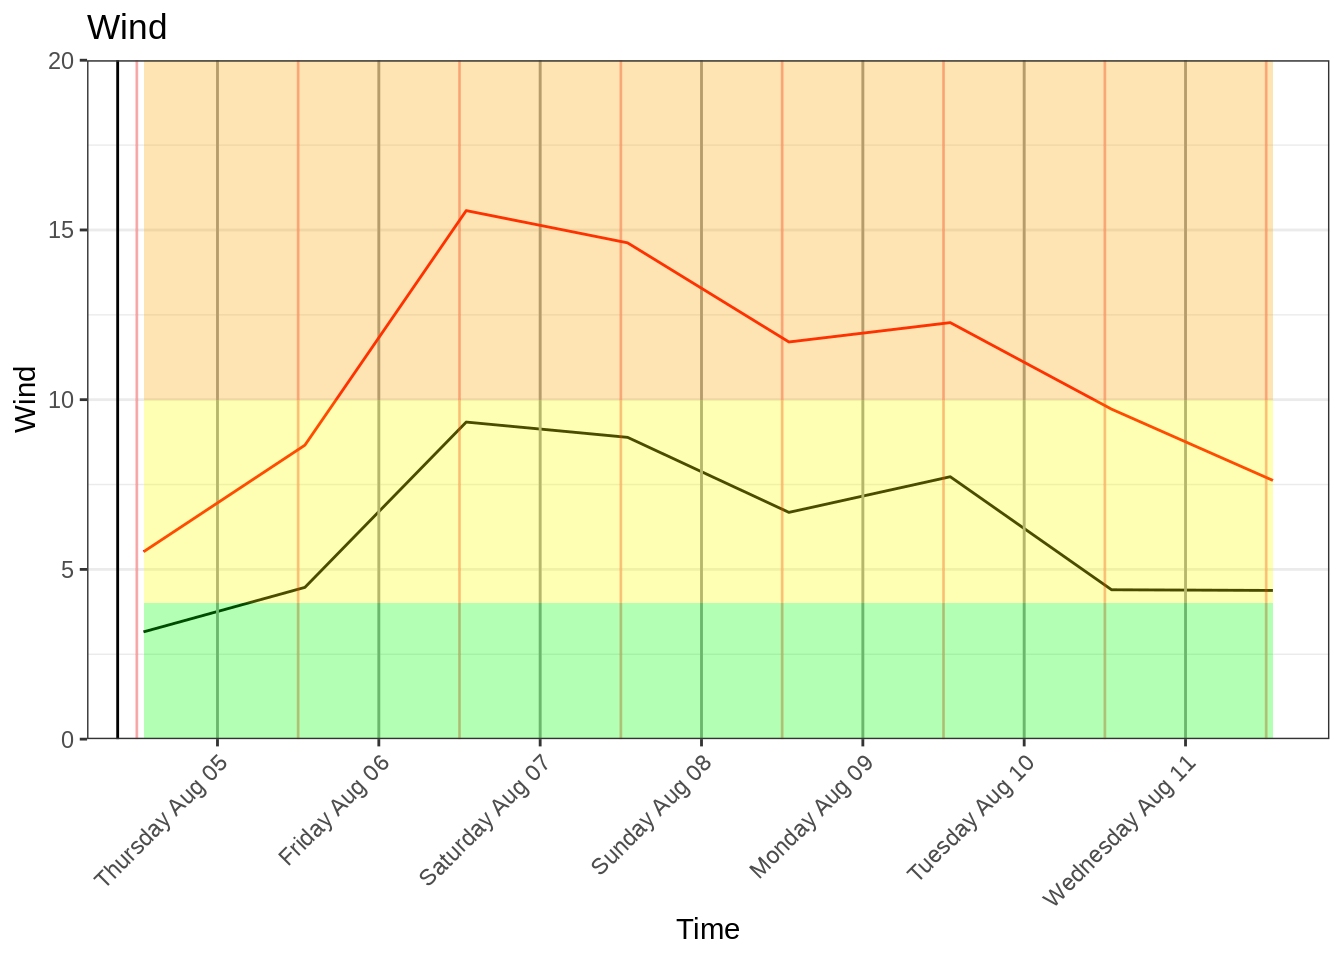 Wind
20
15
10
5
0
Wind
Thursday Aug 05
Friday Aug 06
Saturday Aug 07
Sunday Aug 08
Monday Aug 09
Tuesday Aug 10
Wednesday Aug 11
Time